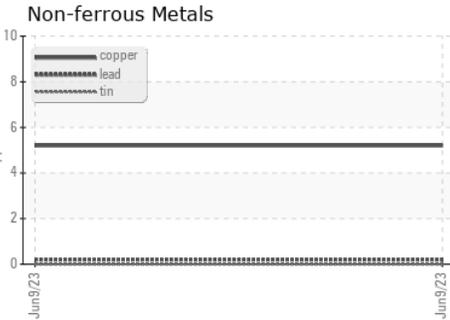 Non-ferrous Metals
10
copper
lead
tin
8
6
4
2
0
Jun9/23
Jun9/23